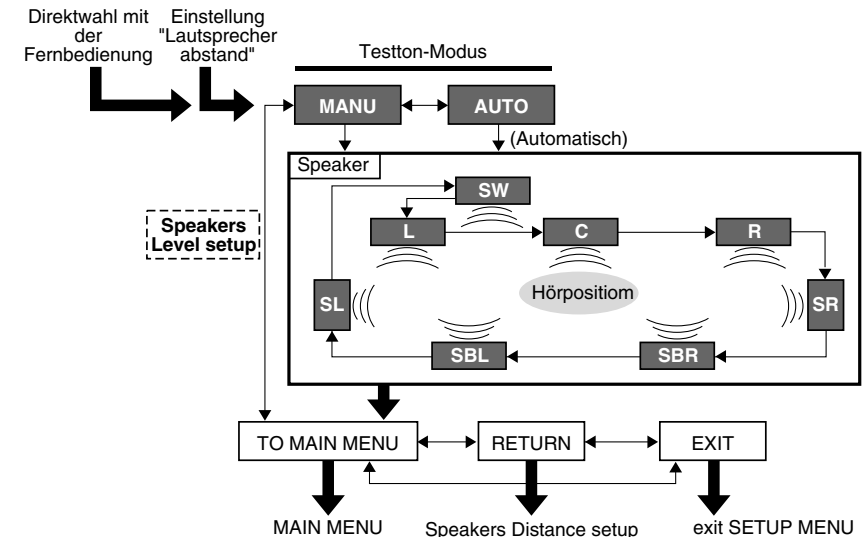 Direktwahl mit
der
Fernbedienung
Einstellung
"Lautsprecher
abstand"
Testton-Modus
MANU
AUTO
(Automatisch)
Speaker
SW
L
C
R
Speakers
Level setup
SL
Hörpositiom
SR
SBL
SBR
TO MAIN MENU
RETURN
EXIT
MAIN MENU
Speakers Distance setup
exit SETUP MENU